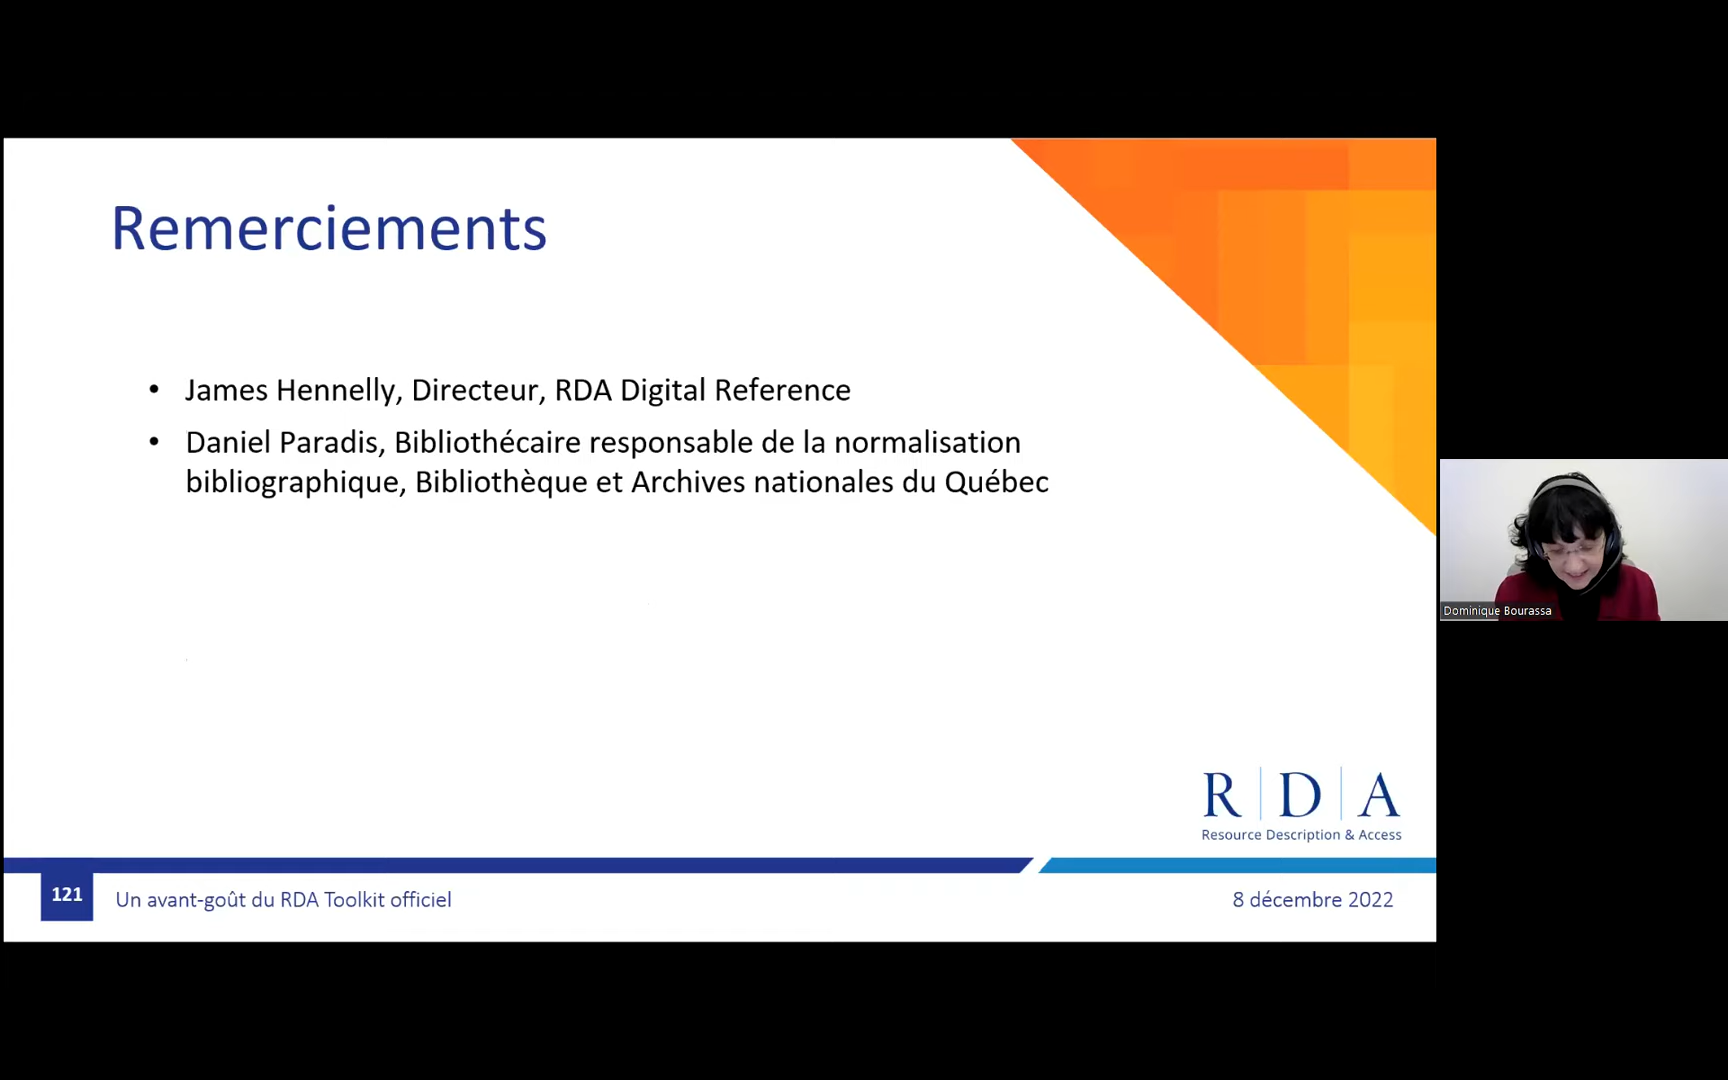 Remerciements
• James Hennelly, Directeur, RDA Digital Reference
• Daniel Paradis, Bibliothécaire responsable de la normalisation
bibliographique, Bibliothèque et Archives nationales du Québec
Dominique Bourassa
R|D|A
Resource Description & Access
121
Un avant-goût du RDA Toolkit officiel
8 décembre 2022